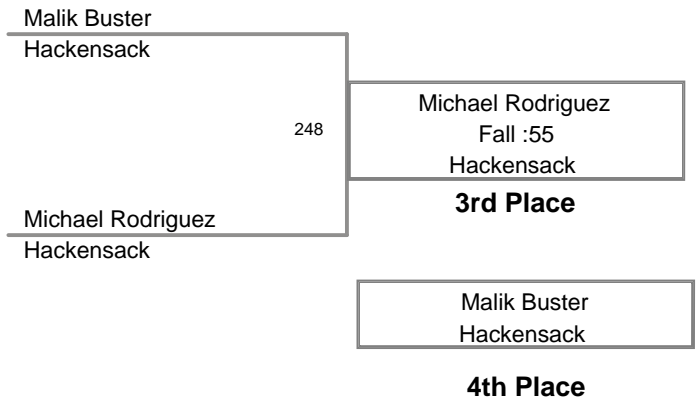 Malik Buster
Hackensack
248
Michael Rodriguez
Fall :55
Hackensack
3rd Place
Michael Rodriguez
Hackensack
Malik Buster
Hackensack
4th Place